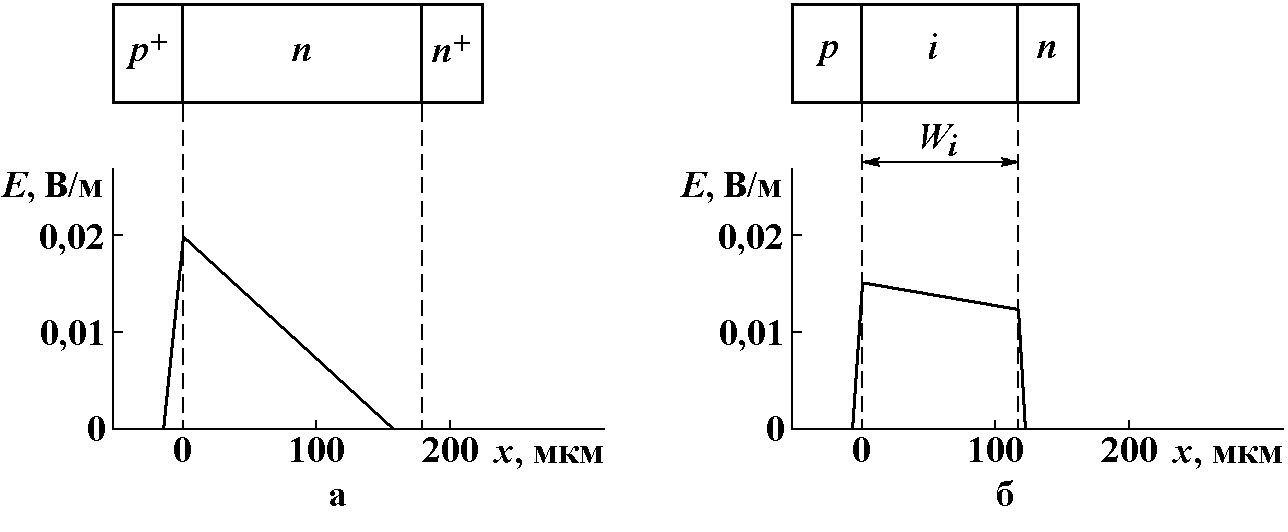 p⁺ n n⁺
E, В/м
0,02
0,01
0
0 100 200 x, мкм
а
p i n
Wᵢ
E, В/м
0,02
0,01
0
0 100 200 x, мкм
б